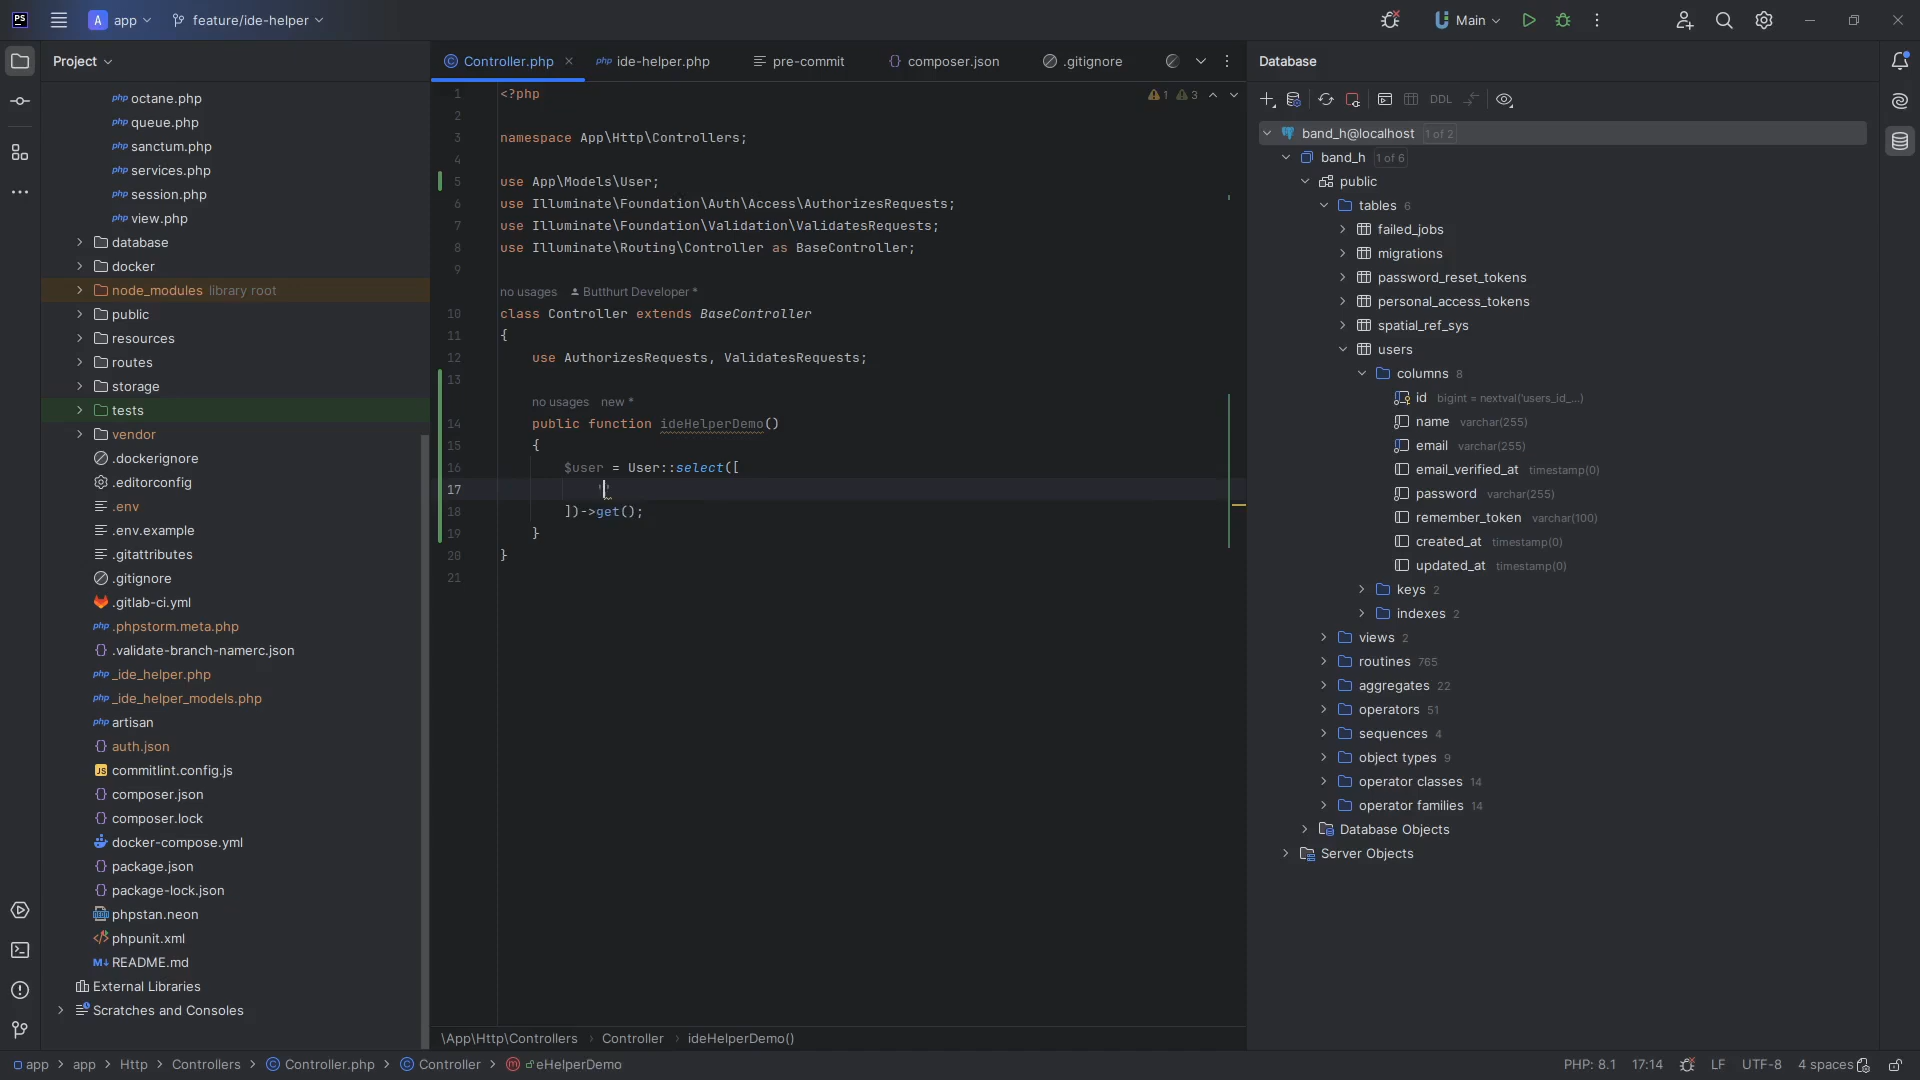 PS A app feature/ide-helper Main
Project
octane.php
queue.php
sanctum.php
services.php
session.php
view.php
database
docker
node_modules library root
public
resources
routes
storage
tests
vendor
.dockerignore
.editorconfig
.env
.env.example
.gitattributes
.gitignore
.gitlab-ci.yml
.phpstorm.meta.php
.validate-branch-namerc.json
_ide_helper.php
_ide_helper_models.php
artisan
auth.json
commitlint.config.js
composer.json
composer.lock
docker-compose.yml
package.json
package-lock.json
phpstan.neon
phpunit.xml
README.md
External Libraries
Scratches and Consoles
Controller.php ide-helper.php pre-commit composer.json .gitignore
1 <?php
1 3
2
3 namespace App\Http\Controllers;
4
5 use App\Models\User;
6 use Illuminate\Foundation\Auth\Access\AuthorizesRequests;
7 use Illuminate\Foundation\Validation\ValidatesRequests;
8 use Illuminate\Routing\Controller as BaseController;
9
no usages Butthurt Developer *
10 class Controller extends BaseController
11 {
12 use AuthorizesRequests, ValidatesRequests;
13
no usages new *
14 public function ideHelperDemo()
15 {
16 $user = User::select([
17 ''
18 ])->get();
19 }
20 }
21
\App\Http\Controllers Controller ideHelperDemo()
Database
DDL
band_h@localhost 1 of 2
band_h 1 of 6
public
tables 6
failed_jobs
migrations
password_reset_tokens
personal_access_tokens
spatial_ref_sys
users
columns 8
id bigint = nextval('users_id_...)
name varchar(255)
email varchar(255)
email_verified_at timestamp(0)
password varchar(255)
remember_token varchar(100)
created_at timestamp(0)
updated_at timestamp(0)
keys 2
indexes 2
views 2
routines 765
aggregates 22
operators 51
sequences 4
object types 9
operator classes 14
operator families 14
Database Objects
Server Objects
app > app > Http > Controllers > Controller.php > Controller > eHelperDemo
PHP: 8.1 17:14 LF UTF-8 4 spaces